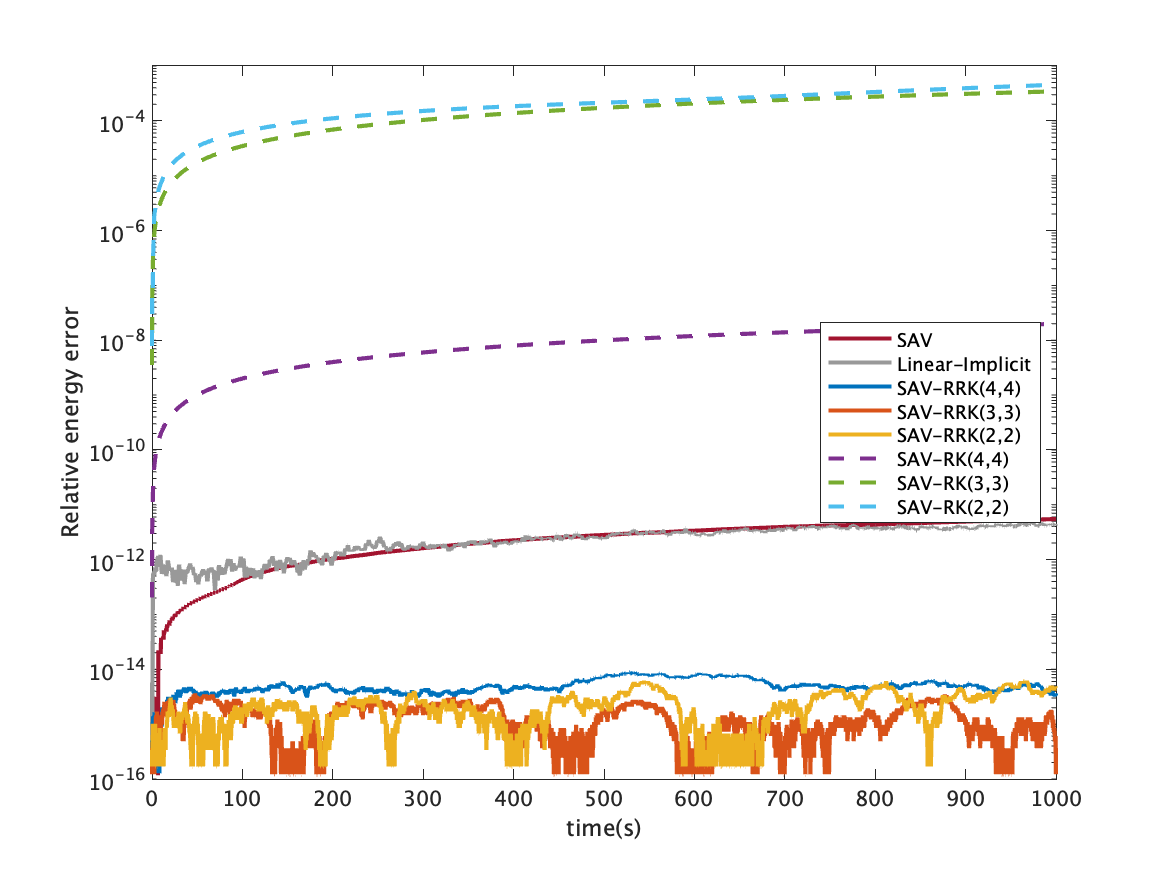 10^-4
10^-6
10^-8
10^-10
10^-12
10^-14
10^-16
Relative energy error
SAV
Linear-Implicit
SAV-RRK(4,4)
SAV-RRK(3,3)
SAV-RRK(2,2)
SAV-RK(4,4)
SAV-RK(3,3)
SAV-RK(2,2)
0 100 200 300 400 500 600 700 800 900 1000
time(s)